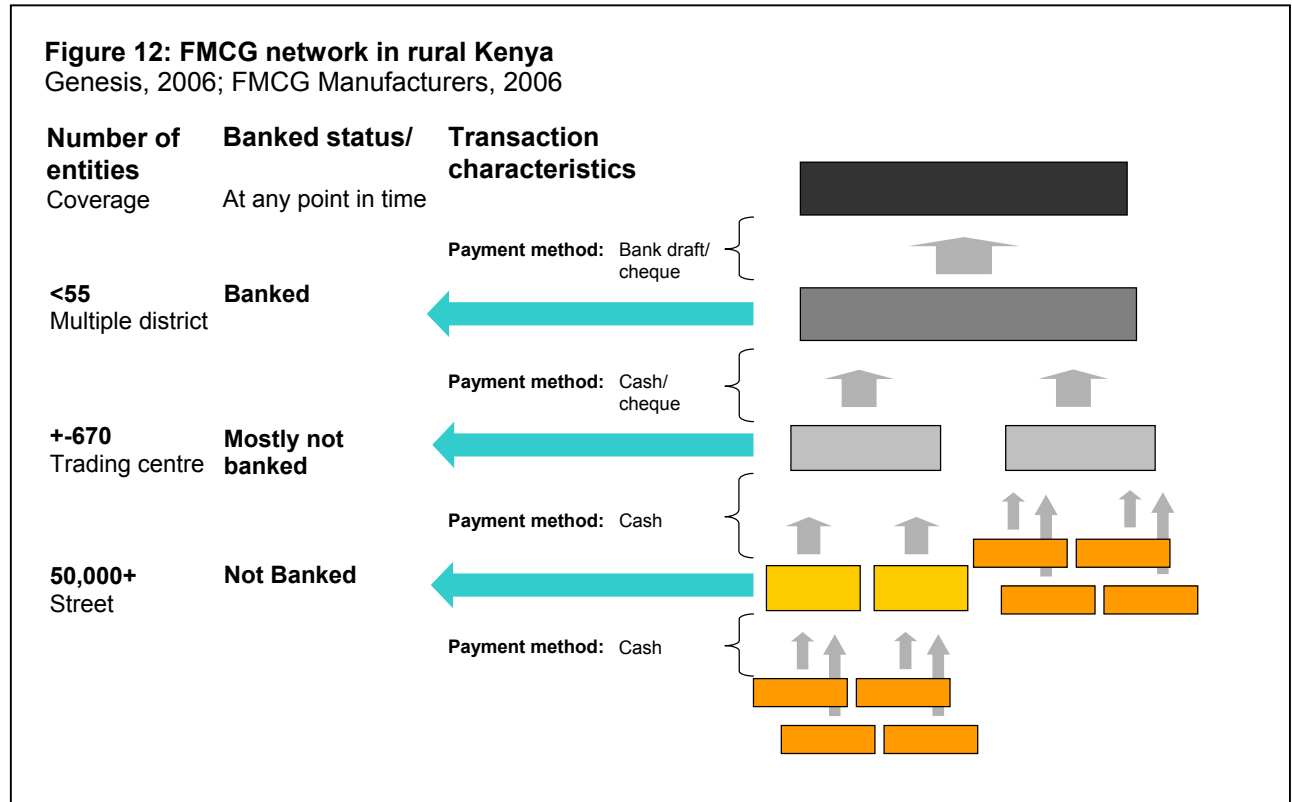 Figure 12: FMCG network in rural Kenya
Genesis, 2006; FMCG Manufacturers, 2006
Number of
entities
Coverage
Banked status/
At any point in time
Transaction
characteristics
Payment method: Bank draft/
cheque
<55
Multiple district
Banked
Payment method: Cash/
cheque
+-670
Trading centre
Mostly not
banked
Payment method: Cash
50,000+
Street
Not Banked
Payment method: Cash